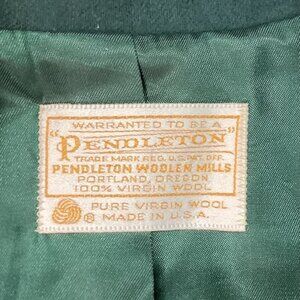 WARRANTED TO BE A
"PENDLETON"
TRADE MARK REG. U.S. PAT. OFF.
PENDLETON WOOLEN MILLS
PORTLAND, OREGON
100% VIRGIN WOOL
PURE VIRGIN WOOL
® MADE IN U.S.A.